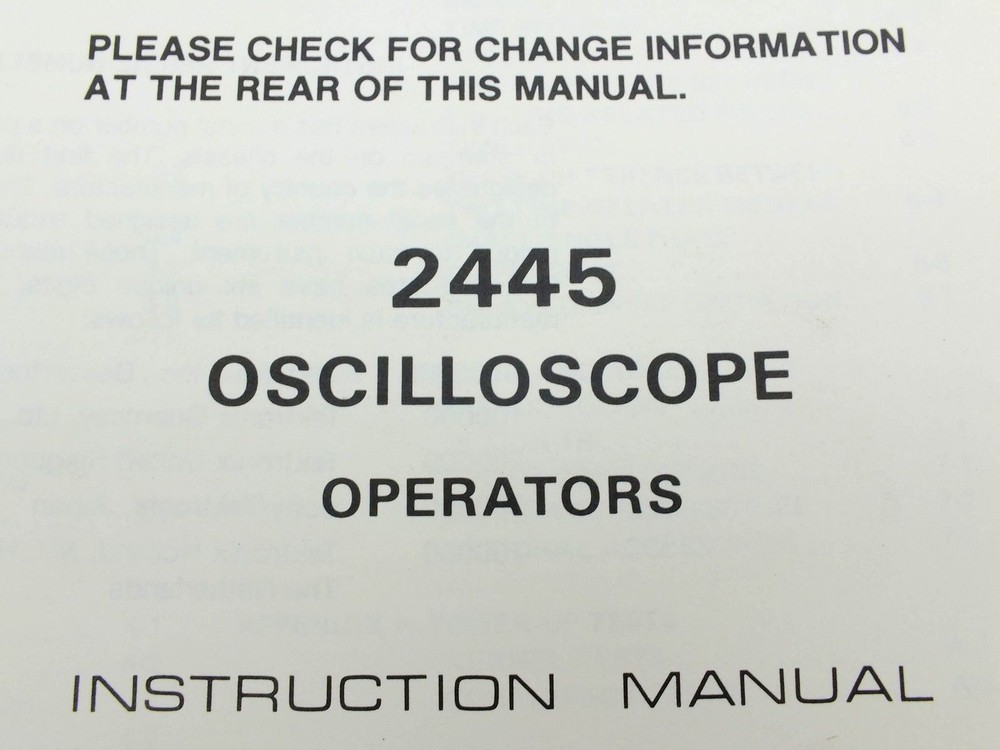 PLEASE CHECK FOR CHANGE INFORMATION
AT THE REAR OF THIS MANUAL.
2445
OSCILLOSCOPE
OPERATORS
INSTRUCTION MANUAL